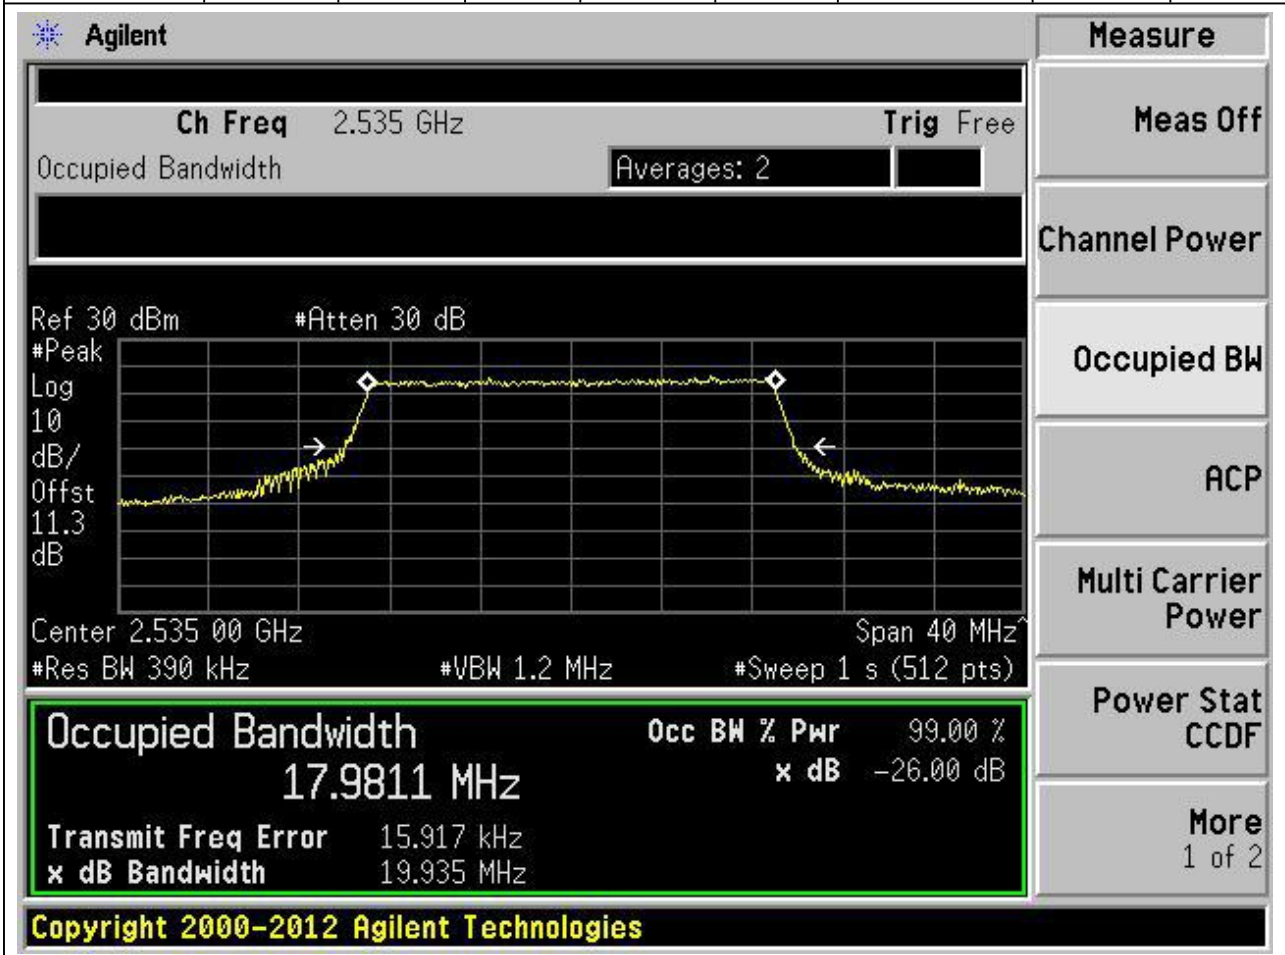 Agilent
Measure
Ch Freq 2.535 GHz Trig Free
Meas Off
Occupied Bandwidth Averages: 2
Channel Power
Ref 30 dBm #Atten 30 dB
#Peak
Log
10
dB/
Offst
11.3
dB
Occupied BW
ACP
Center 2.535 00 GHz Span 40 MHz^
#Res BW 390 kHz #VBW 1.2 MHz #Sweep 1 s (512 pts)
Multi Carrier
Power
Occupied Bandwidth Occ BW % Pwr 99.00 %
17.9811 MHz x dB -26.00 dB
Transmit Freq Error 15.917 kHz
x dB Bandwidth 19.935 MHz
Power Stat
CCDF
More
1 of 2
Copyright 2000-2012 Agilent Technologies